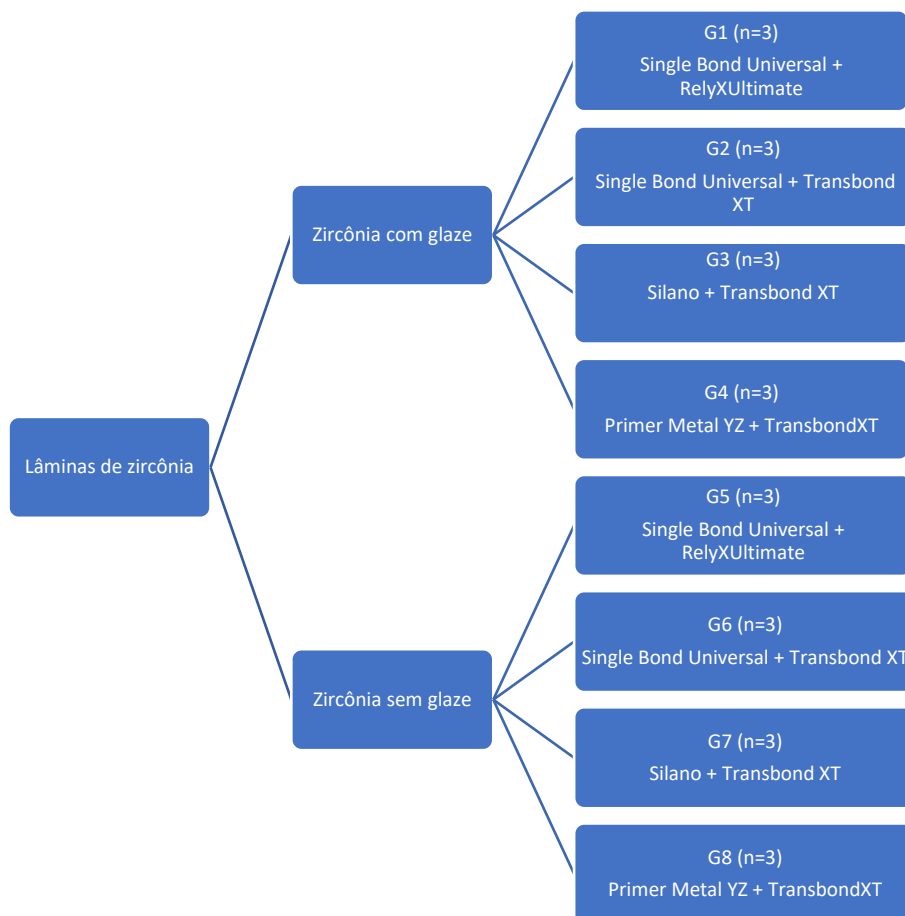 Lâminas de zircônia
Zircônia com glaze
G1 (n=3)
Single Bond Universal +
RelyXUltimate
G2 (n=3)
Single Bond Universal + Transbond
XT
G3 (n=3)
Silano + Transbond XT
G4 (n=3)
Primer Metal YZ + TransbondXT
Zircônia sem glaze
G5 (n=3)
Single Bond Universal +
RelyXUltimate
G6 (n=3)
Single Bond Universal + Transbond XT
G7 (n=3)
Silano + Transbond XT
G8 (n=3)
Primer Metal YZ + TransbondXT